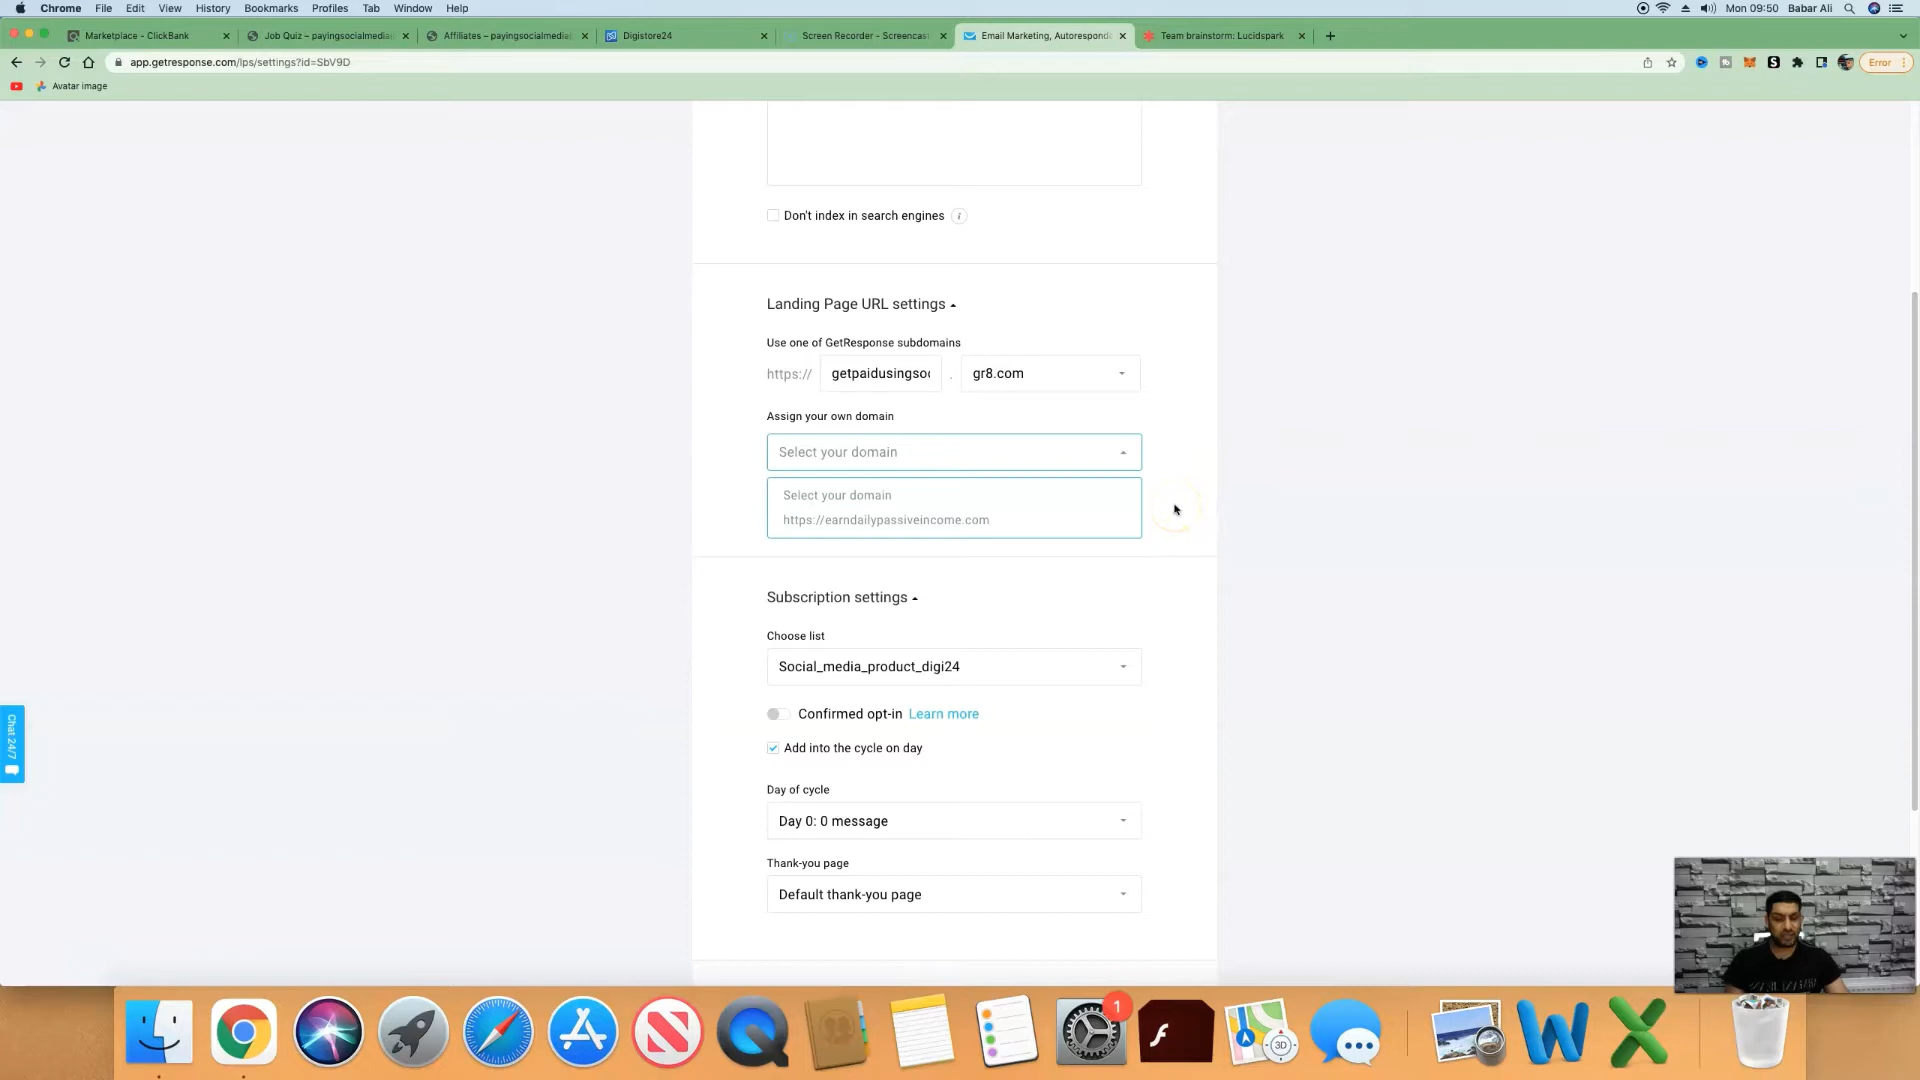 Chrome File Edit View History Bookmarks Profiles Tab Window Help
Mon 09:50 Babar Ali
Marketplace - ClickBank
Job Quiz – payingsocialmedia
Affiliates – payingsocialmedia
Digistore24
Screen Recorder - Screencas
Email Marketing, Autoresponde
Team brainstorm: Lucidspark
app.getresponse.com/lps/settings?id=SbV9D
Error
Avatar image
Don't index in search engines
Landing Page URL settings
Use one of GetResponse subdomains
https:// getpaidusingsoc . gr8.com
Assign your own domain
Select your domain
Select your domain
https://earndailypassiveincome.com
Subscription settings
Choose list
Social_media_product_digi24
Confirmed opt-in Learn more
Add into the cycle on day
Day of cycle
Day 0: 0 message
Thank-you page
Default thank-you page
Chat 24/7
1
3D